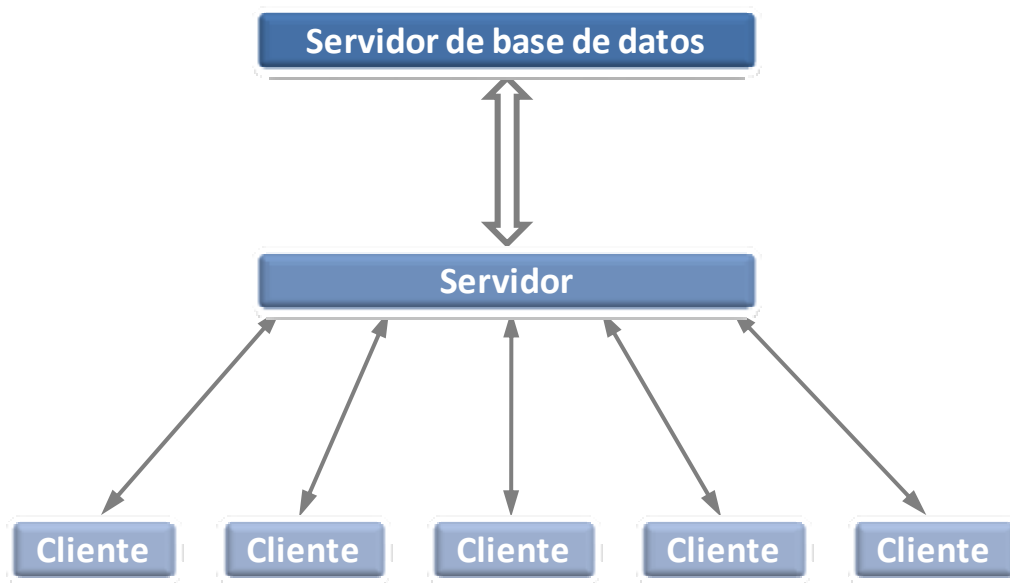 Servidor de base de datos
Servidor
Cliente
Cliente
Cliente
Cliente
Cliente